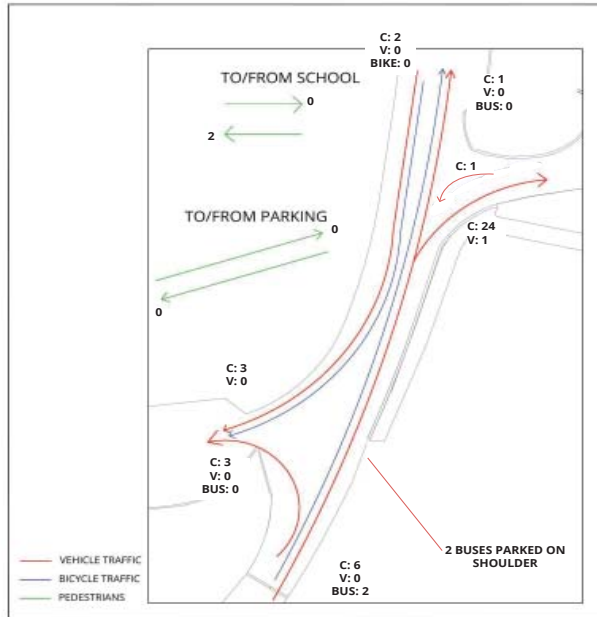 C: 2
V: 0
BIKE: 0
TO/FROM SCHOOL
0
2
C: 1
V: 0
BUS: 0
C: 1
TO/FROM PARKING
0
0
C: 24
V: 1
C: 3
V: 0
C: 3
V: 0
BUS: 0
2 BUSES PARKED ON
SHOULDER
C: 6
V: 0
BUS: 2
VEHICLE TRAFFIC
BICYCLE TRAFFIC
PEDESTRIANS